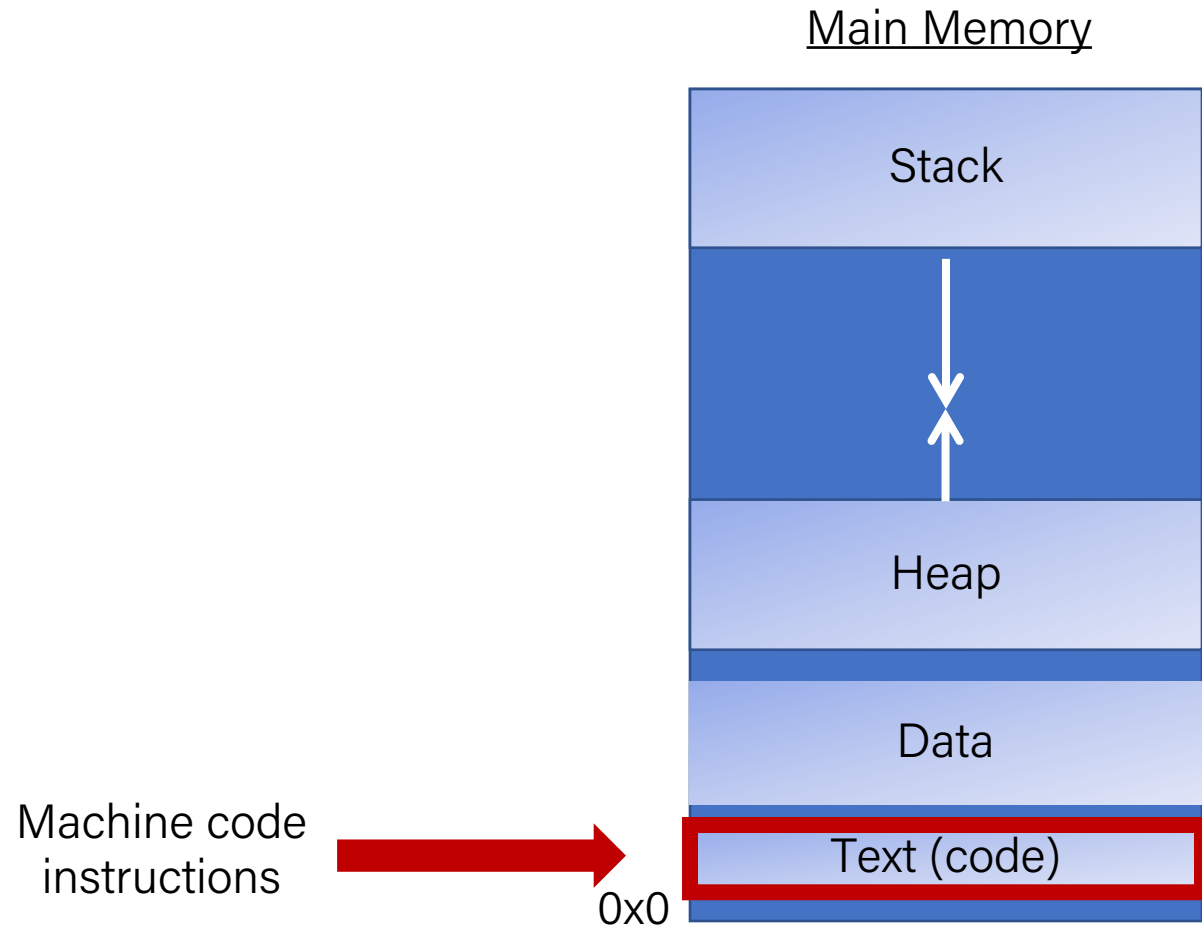 Main Memory
Stack
Heap
Data
Machine code
instructions
Text (code)
0x0